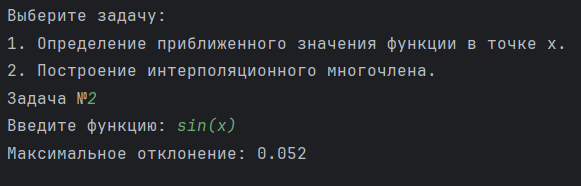 Выберите задачу:
1. Определение приближенного значения функции в точке x.
2. Построение интерполяционного многочлена.
Задача №2
Введите функцию: sin(x)
Максимальное отклонение: 0.052